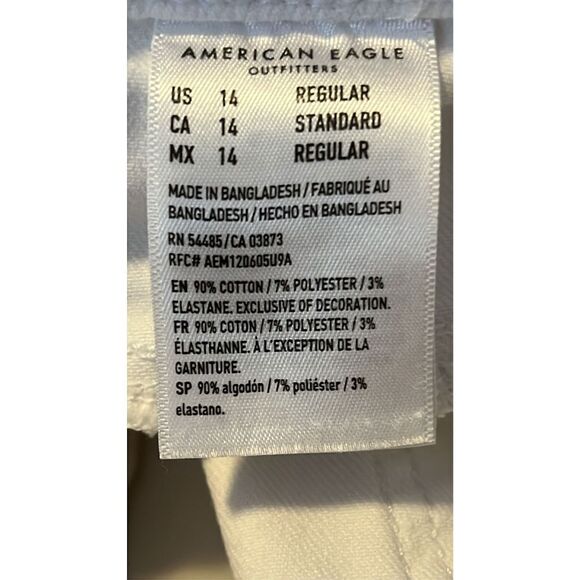 AMERICAN EAGLE
OUTFITTERS
US 14 REGULAR
CA 14 STANDARD
MX 14 REGULAR
MADE IN BANGLADESH / FABRIQUÉ AU
BANGLADESH / HECHO EN BANGLADESH
RN 54485 / CA 03873
RFC# AEM120605U9A
EN 90% COTTON / 7% POLYESTER / 3%
ELASTANE. EXCLUSIVE OF DECORATION.
FR 90% COTON / 7% POLYESTER / 3%
ÉLASTHANNE. À L'EXCEPTION DE LA
GARNITURE.
SP 90% algodón / 7% poliéster / 3%
elastano.